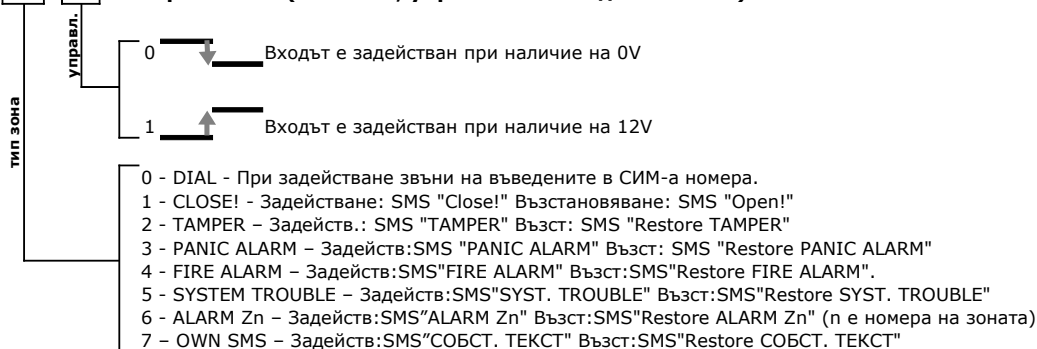 управл.
0 Входът е задействан при наличие на 0V
1 Входът е задействан при наличие на 12V
тип зона
0 - DIAL - При задействане звъни на въведените в СИМ-а номера.
1 - CLOSE! - Задействане: SMS "Close!" Възстановяване: SMS "Open!"
2 - TAMPER – Задейств.: SMS "TAMPER" Възст: SMS "Restore TAMPER"
3 - PANIC ALARM – Задейств:SMS "PANIC ALARM" Възст: SMS "Restore PANIC ALARM"
4 - FIRE ALARM – Задейств:SMS"FIRE ALARM" Възст:SMS"Restore FIRE ALARM".
5 - SYSTEM TROUBLE – Задейств:SMS"SYST. TROUBLE" Възст:SMS"Restore SYST. TROUBLE"
6 - ALARM Zn – Задейств:SMS”ALARM Zn" Възст:SMS"Restore ALARM Zn" (n е номера на зоната)
7 – OWN SMS – Задейств:SMS”СОБСТ. ТЕКСТ" Възст:SMS"Restore СОБСТ. ТЕКСТ"